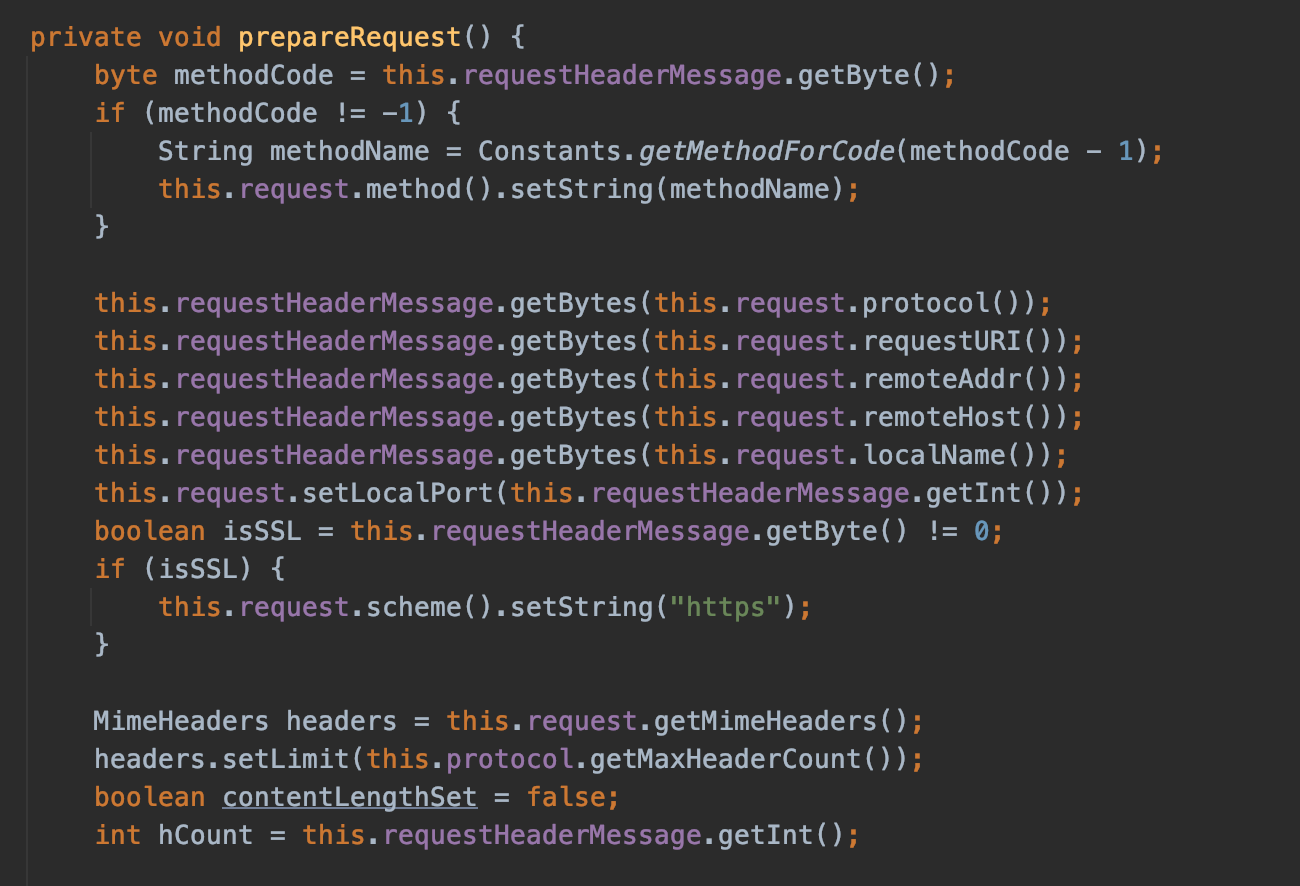 private void prepareRequest() {
    byte methodCode = this.requestHeaderMessage.getByte();
    if (methodCode != -1) {
        String methodName = Constants.getMethodForCode(methodCode - 1);
        this.request.method().setString(methodName);
    }

    this.requestHeaderMessage.getBytes(this.request.protocol());
    this.requestHeaderMessage.getBytes(this.request.requestURI());
    this.requestHeaderMessage.getBytes(this.request.remoteAddr());
    this.requestHeaderMessage.getBytes(this.request.remoteHost());
    this.requestHeaderMessage.getBytes(this.request.localName());
    this.request.setLocalPort(this.requestHeaderMessage.getInt());
    boolean isSSL = this.requestHeaderMessage.getByte() != 0;
    if (isSSL) {
        this.request.scheme().setString("https");
    }

    MimeHeaders headers = this.request.getMimeHeaders();
    headers.setLimit(this.protocol.getMaxHeaderCount());
    boolean contentLengthSet = false;
    int hCount = this.requestHeaderMessage.getInt();